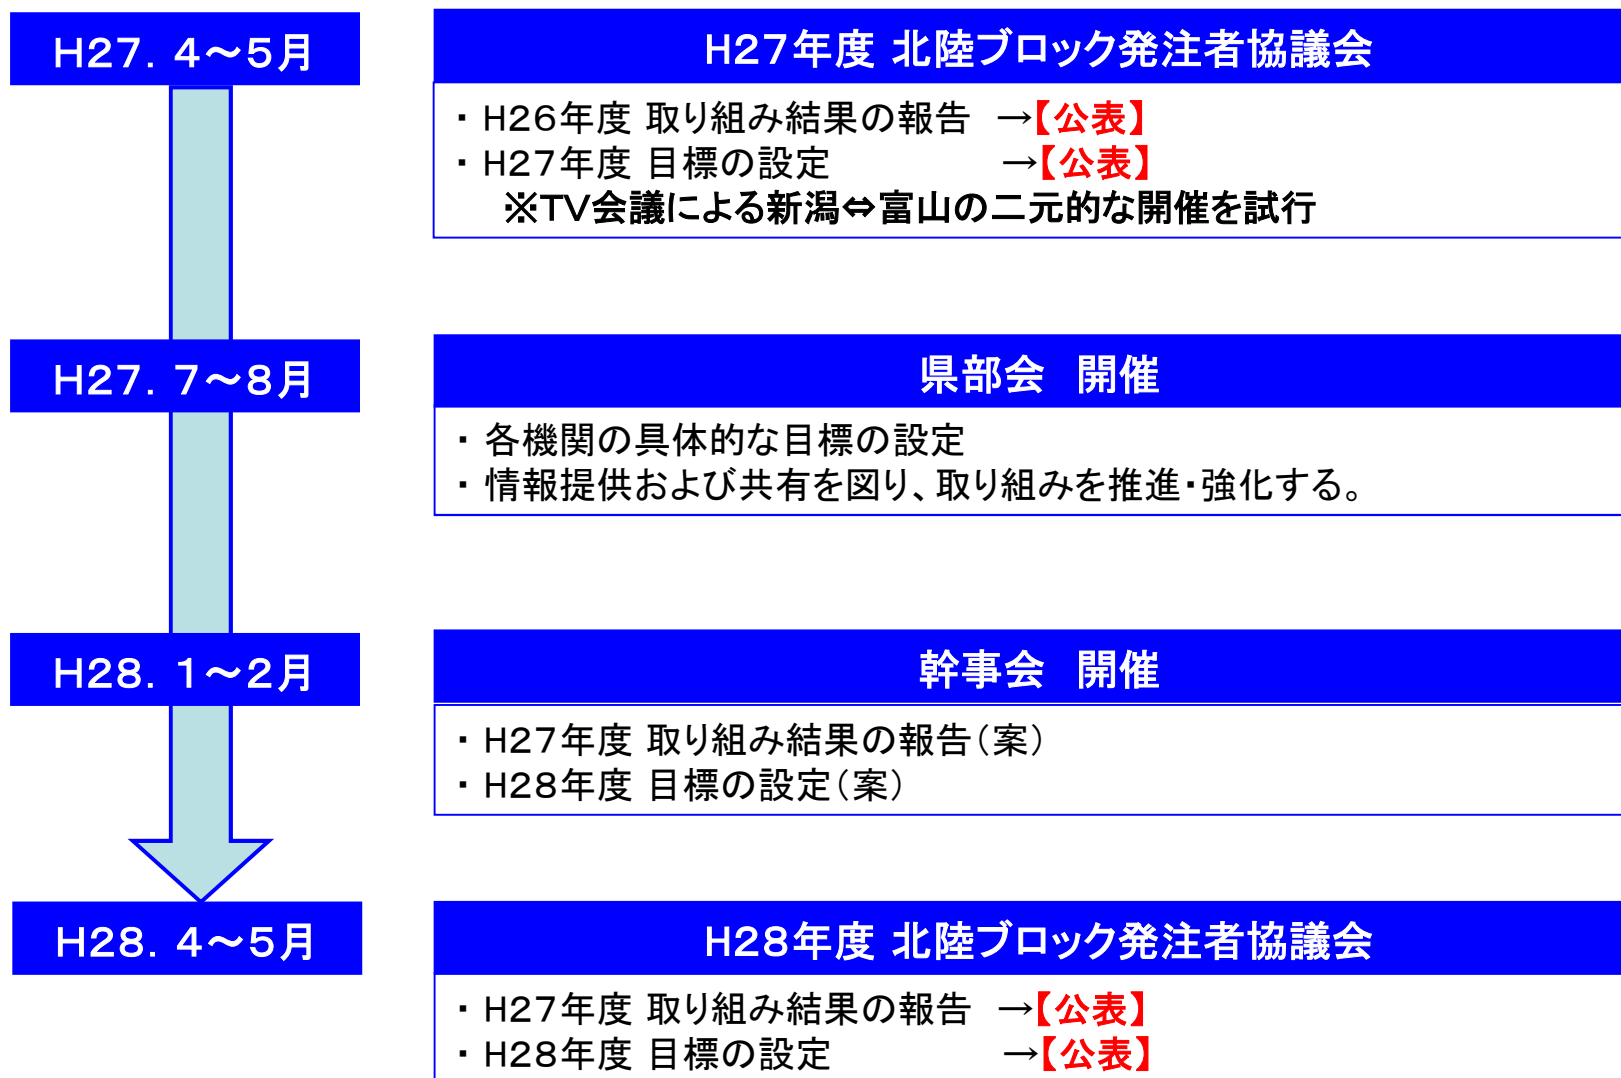 H27．4～5月
H27年度 北陸ブロック発注者協議会
・H26年度 取り組み結果の報告 →【公表】
・H27年度 目標の設定 →【公表】
※TV会議による新潟⇔富山の二元的な開催を試行
H27．7～8月
県部会　開催
・各機関の具体的な目標の設定
・情報提供および共有を図り、取り組みを推進・強化する。
H28．1～2月
幹事会　開催
・H27年度 取り組み結果の報告（案）
・H28年度 目標の設定（案）
H28．4～5月
H28年度 北陸ブロック発注者協議会
・H27年度 取り組み結果の報告 →【公表】
・H28年度 目標の設定 →【公表】